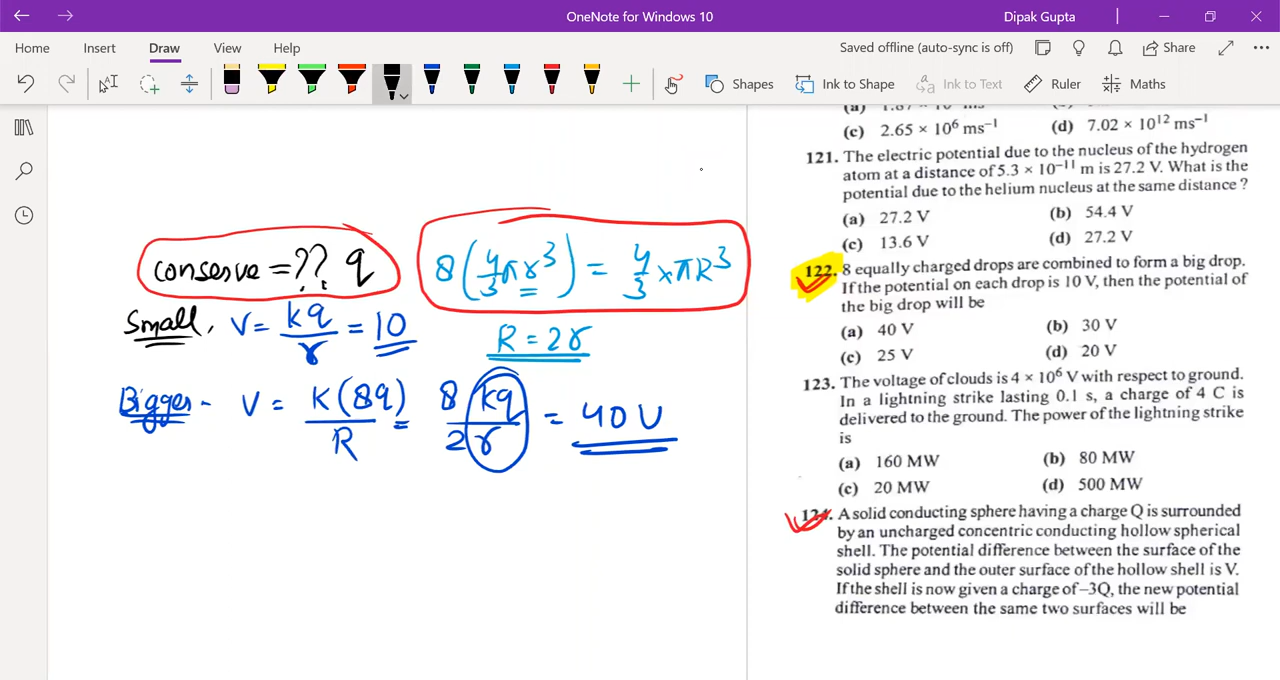 OneNote for Windows 10
Dipak Gupta
Home Insert Draw View Help
Saved offline (auto-sync is off)
Share
Shapes
Ink to Shape
Ink to Text
Ruler
Maths
conserve = ?? q
8(4/3 πr³) = 4/3 × πR³
Small, V = kq/r = 10
R = 2r
Bigger - V = K(8q)/R = 8kq/2r = 40V
(c) 2.65 × 10⁶ ms⁻¹ (d) 7.02 × 10¹² ms⁻¹
121. The electric potential due to the nucleus of the hydrogen
atom at a distance of 5.3 × 10⁻¹¹ m is 27.2 V. What is the
potential due to the helium nucleus at the same distance ?
(a) 27.2 V (b) 54.4 V
(c) 13.6 V (d) 27.2 V
122. 8 equally charged drops are combined to form a big drop.
If the potential on each drop is 10 V, then the potential of
the big drop will be
(a) 40 V (b) 30 V
(c) 25 V (d) 20 V
123. The voltage of clouds is 4 × 10⁶ V with respect to ground.
In a lightning strike lasting 0.1 s, a charge of 4 C is
delivered to the ground. The power of the lightning strike
is
(a) 160 MW (b) 80 MW
(c) 20 MW (d) 500 MW
124. A solid conducting sphere having a charge Q is surrounded
by an uncharged concentric conducting hollow spherical
shell. The potential difference between the surface of the
solid sphere and the outer surface of the hollow shell is V.
If the shell is now given a charge of –3Q, the new potential
difference between the same two surfaces will be